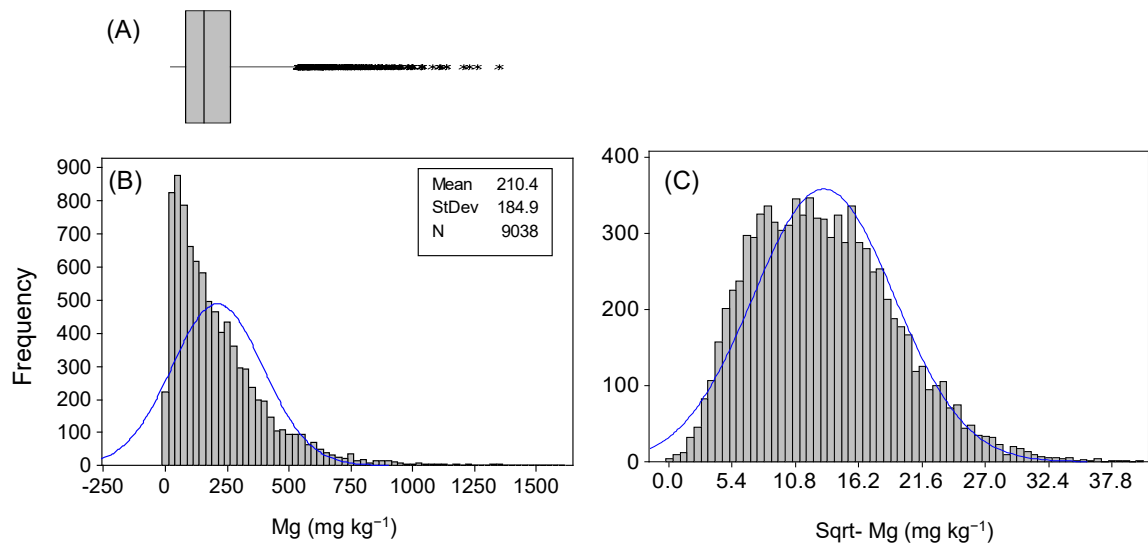 (A)
(B)
Mean 210.4
StDev 184.9
N 9038
900
800
700
600
500
400
300
200
100
0
Frequency
-250 0 250 500 750 1000 1250 1500
Mg (mg kg⁻¹)
(C)
400
300
200
100
0
0.0 5.4 10.8 16.2 21.6 27.0 32.4 37.8
Sqrt- Mg (mg kg⁻¹)